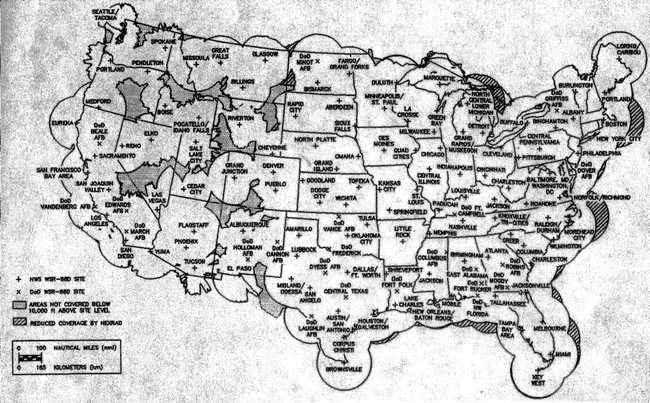 SEATTLE/
TACOMA
SPOKANE
MISSOULA
GREAT
FALLS
GLASGOW
DoD
MINOT
AFB
FARGO/
GRAND FORKS
DULUTH
MARQUETTE
LORING/
CARIBOU
PENDLETON
PORTLAND
BILLINGS
BISMARCK
MINNEAPOLIS/
ST. PAUL
NORTH
CENTRAL
LOWER
MICHIGAN
BURLINGTON
DoD
GRIFFISS
AFB
PORTLAND
MEDFORD
BOISE
RIVERTON
RAPID
CITY
ABERDEEN
LA
CROSSE
GREEN
BAY
DETROIT
BUFFALO
BINGHAMTON
ALBANY
BOSTON
EUREKA
DoD
BEALE
AFB
ELKO
POCATELLO/
IDAHO FALLS
SIOUX
FALLS
MILWAUKEE
GRAND
RAPIDS/
MUSKEGON
CENTRAL
PENNSYLVANIA
NEW YORK
CITY
RENO
SACRAMENTO
SALT
LAKE
CITY
CHEYENNE
NORTH PLATTE
OMAHA
DES
MOINES
QUAD
CITIES
CHICAGO
CLEVELAND
PITTSBURGH
PHILADELPHIA
GRAND
JUNCTION
DENVER
GRAND
ISLAND
CENTRAL
ILLINOIS
INDIANAPOLIS
CINCINNATI
DoD
DOVER
AFB
SAN FRANCISCO
BAY AREA
SAN JOAQUIN
VALLEY
CEDAR CITY
PUEBLO
GOODLAND
TOPEKA
KANSAS
CITY
LOUISVILLE
CHARLESTON
BALTIMORE, MD
WASHINGTON,
DC
DoD
VANDENBERG AFB
DoD
EDWARDS
AFB
LAS
VEGAS
DODGE
CITY
WICHITA
SPRINGFIELD
PADUCAH
DoD FT.
CAMPBELL
JACKSON
ROANOKE
NORFOLK/RICHMOND
LOS
ANGELES
FLAGSTAFF
ALBUQUERQUE
AMARILLO
DoD
VANCE AFB
TULSA
NASHVILLE
KNOXVILLE/
TRI-CITIES
RALEIGH/
DURHAM
MOREHEAD
CITY
DoD
MARCH
AFB
PHOENIX
DoD
HOLLOMAN
AFB
DoD
CANNON
AFB
OKLAHOMA
CITY
LITTLE
ROCK
MEMPHIS
GREER
COLUMBIA
WILMINGTON
SAN
DIEGO
YUMA
TUCSON
LUBBOCK
DoD
FREDERICK
DoD
COLUMBUS
AFB
BIRMINGHAM
ATLANTA
CHARLESTON
EL PASO
MIDLAND/
ODESSA
DoD
DYESS AFB
DALLAS/
FT. WORTH
SHREVEPORT
DoD
FORT POLK
JACKSON
DoD
EAST ALABAMA
DoD
FORT RUCKER
DoD
ROBINS
AFB
DoD
MOODY
AFB
JACKSONVILLE
SAN
ANGELO
DoD
CENTRAL TEXAS
LAKE
CHARLES
NEW ORLEANS/
BATON ROUGE
MOBILE
DoD
NW
FLORIDA
TALLAHASSEE
DoD
LAUGHLIN
AFB
AUSTIN/
SAN
ANTONIO
HOUSTON/
GALVESTON
TAMPA
BAY
AREA
MELBOURNE
CORPUS
CHRISTI
MIAMI
BROWNSVILLE
KEY
WEST
+ NWS WSR-88D SITE
x DoD WSR-88D SITE
AREAS NOT COVERED BELOW
10,000 ft ABOVE SITE LEVEL
REDUCED COVERAGE BY NEXRAD
0 100 NAUTICAL MILES (nmi)
0 185 KILOMETERS (km)